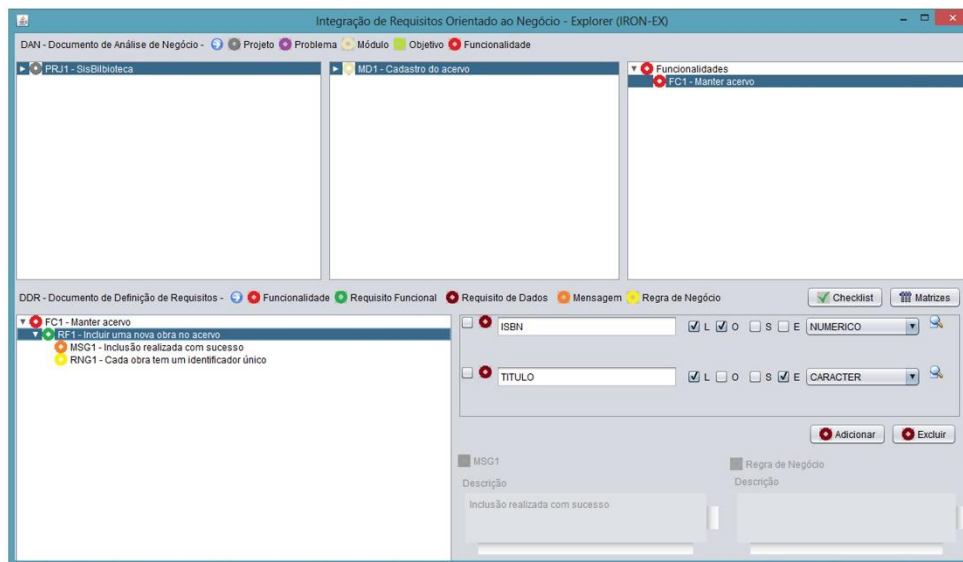 Integração de Requisitos Orientado ao Negócio - Explorer (IRON-EX)
DAN - Documento de Análise de Negócio - Projeto Problema Módulo Objetivo Funcionalidade
PRJ1 - SisBilbioteca
MD1 - Cadastro do acervo
Funcionalidades
FC1 - Manter acervo
DDR - Documento de Definição de Requisitos - Funcionalidade Requisito Funcional Requisito de Dados Mensagem Regra de Negócio
Checklist Matrizes
FC1 - Manter acervo
RF1 - Incluir uma nova obra no acervo
MSG1 - Inclusão realizada com sucesso
RNG1 - Cada obra tem um identificador único
ISBN L O S E NUMERICO
TITULO L O S E CARACTER
Adicionar Excluir
MSG1
Descrição
Inclusão realizada com sucesso
Regra de Negócio
Descrição